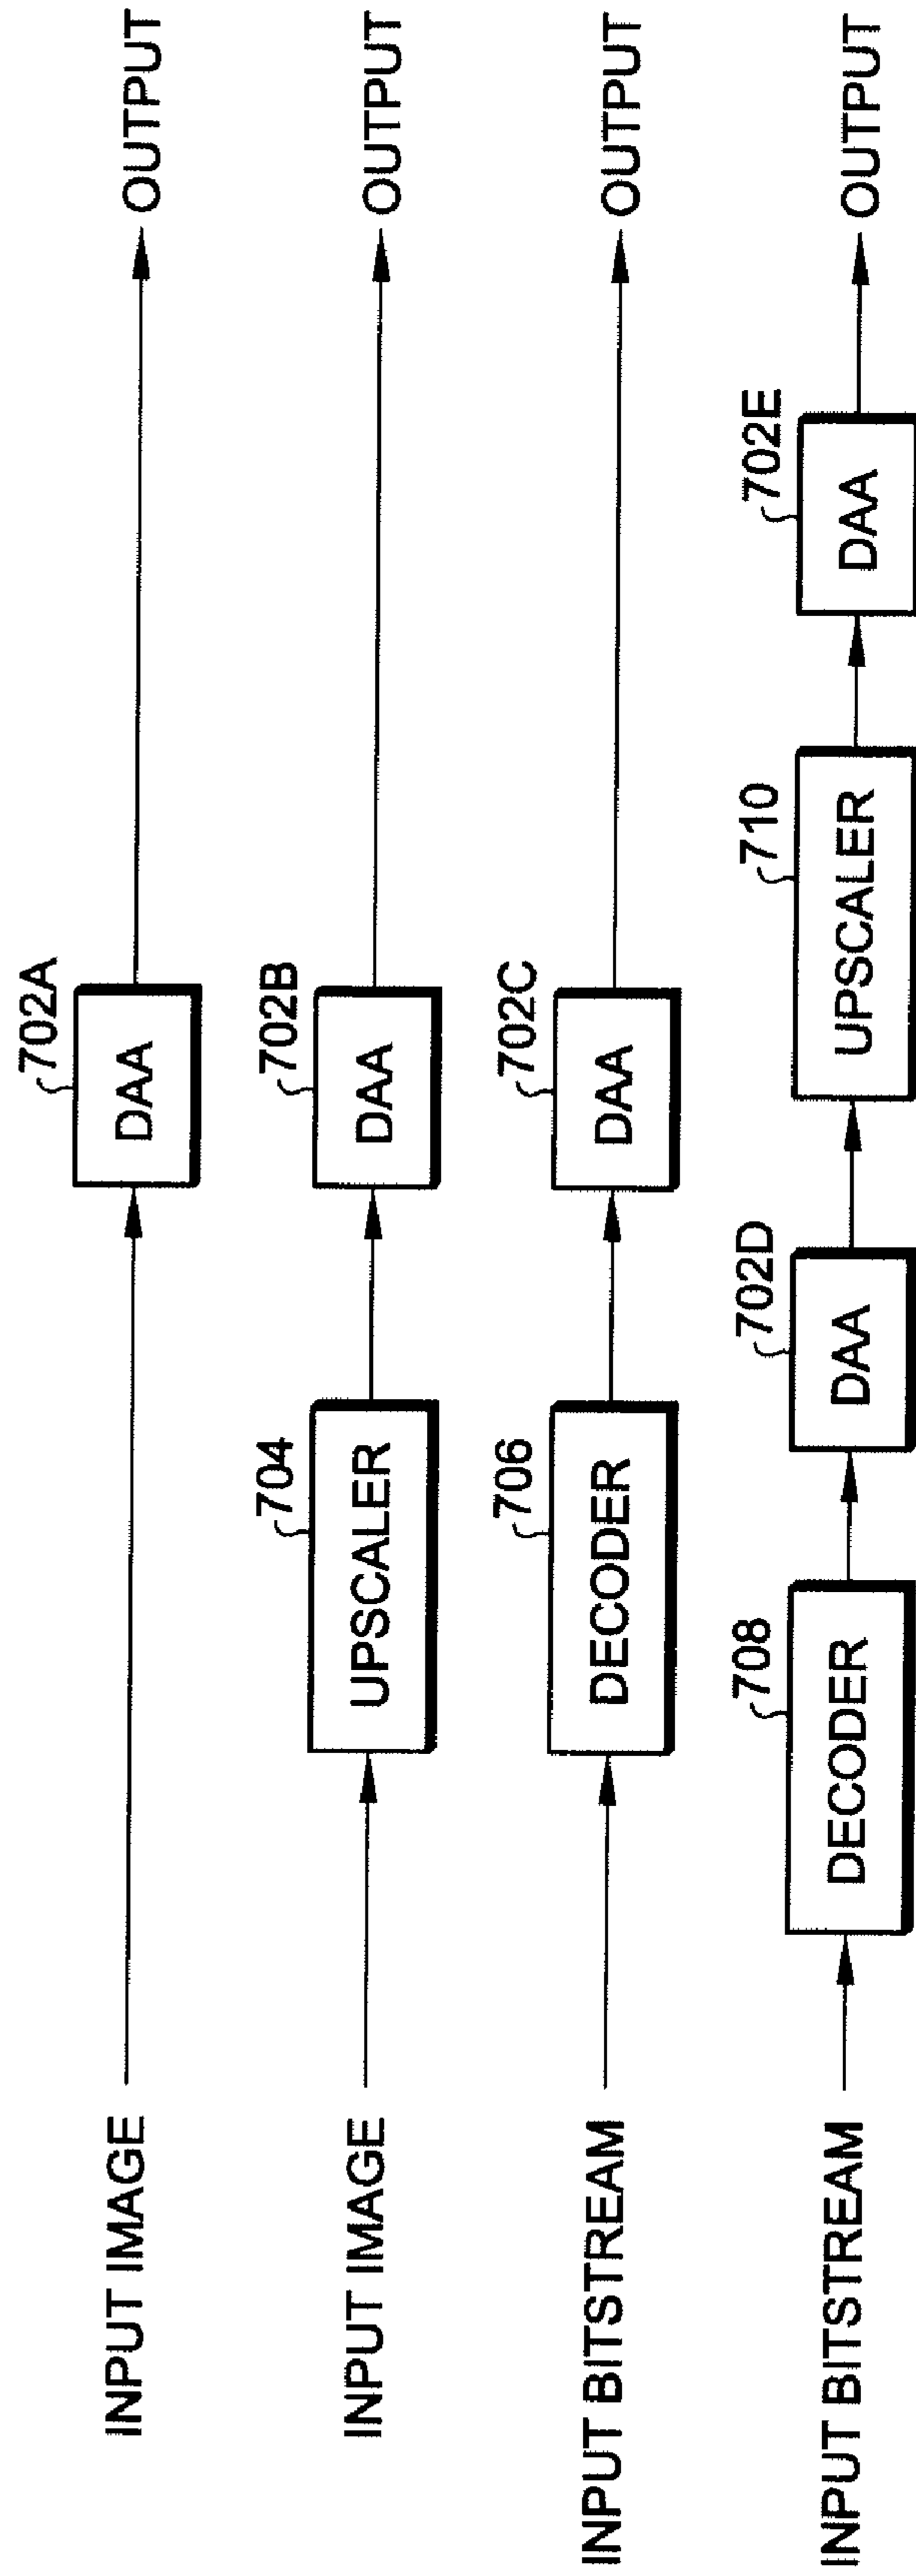 702A
INPUT IMAGE DAA OUTPUT
704 702B
INPUT IMAGE UPSCALER DAA OUTPUT
706 702C
INPUT BITSTREAM DECODER DAA OUTPUT
708 702D 710 702E
INPUT BITSTREAM DECODER DAA UPSCALER DAA OUTPUT